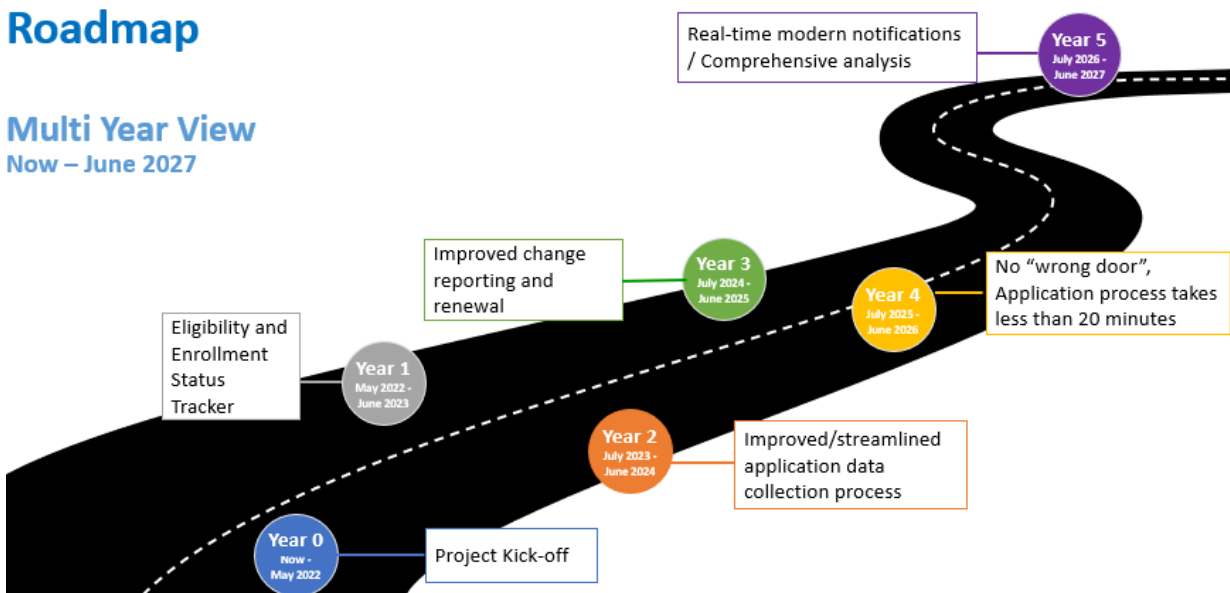 Roadmap
Multi Year View
Now – June 2027
Real-time modern notifications
/ Comprehensive analysis
Year 5
July 2026 -
June 2027
Improved change
reporting and
renewal
Year 3
July 2024 -
June 2025
No “wrong door”,
Application process takes
less than 20 minutes
Year 4
July 2025 -
June 2026
Eligibility and
Enrollment
Status
Tracker
Year 1
May 2022 -
June 2023
Year 2
July 2023 -
June 2024
Improved/streamlined
application data
collection process
Year 0
Now -
May 2022
Project Kick-off